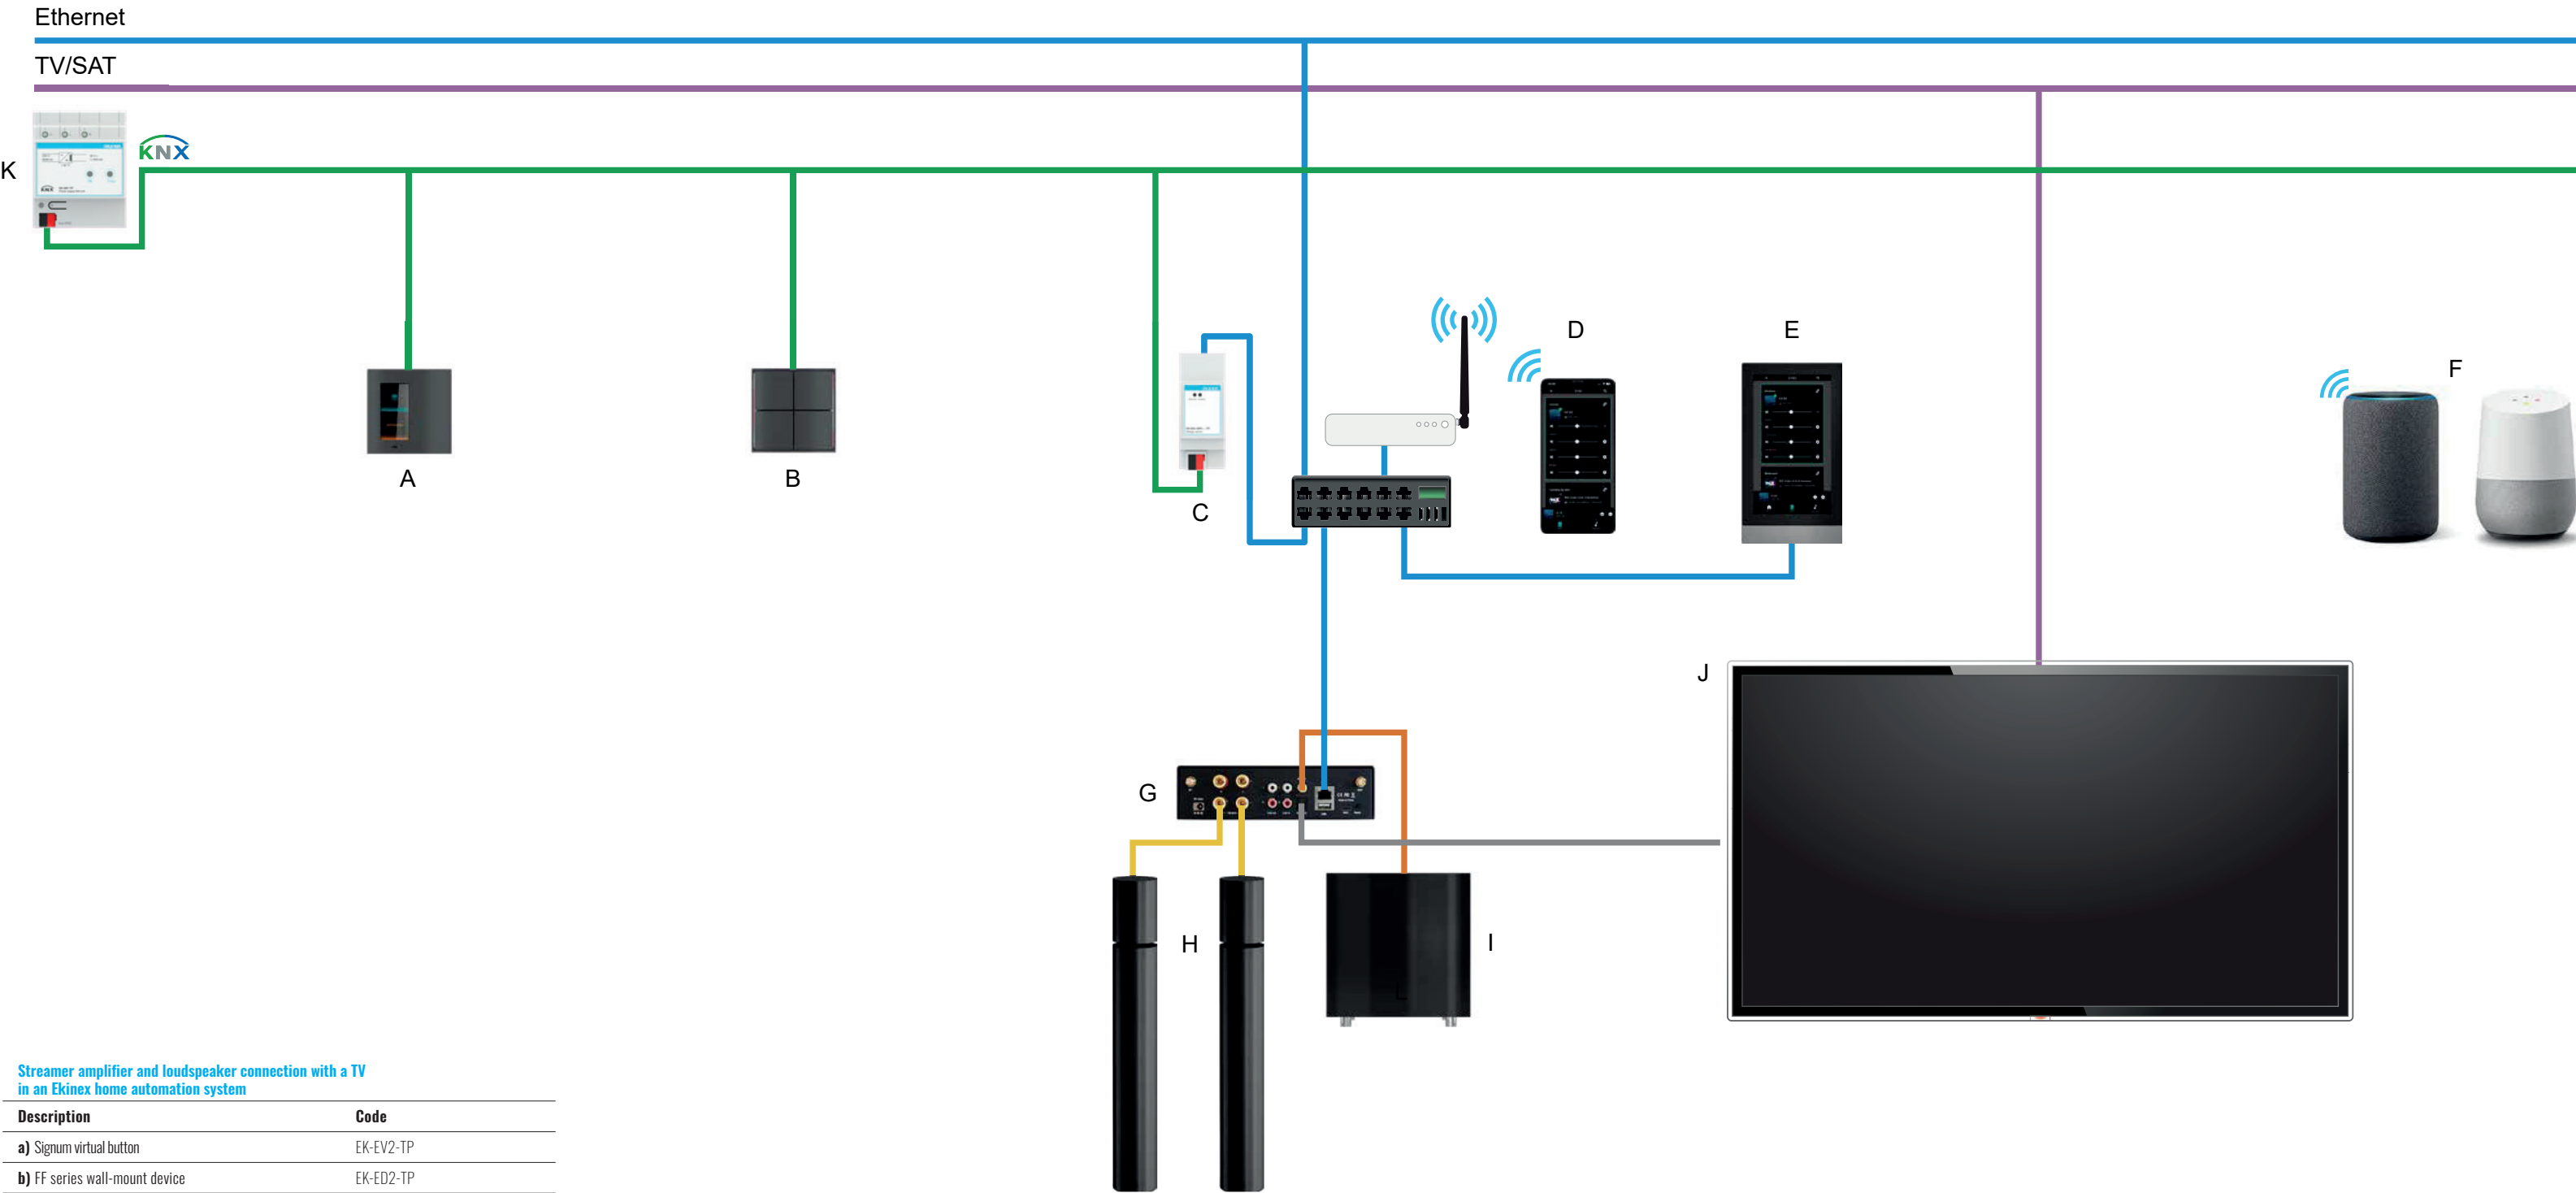 Ethernet
TV/SAT
KNX
K
A
B
C
D
E
F
G
H
I
L
J
Streamer amplifier and loudspeaker connection with a TV
in an Ekinex home automation system
Description Code
a) Signum virtual button EK-EV2-TP
b) FF series wall-mount device EK-ED2-TP